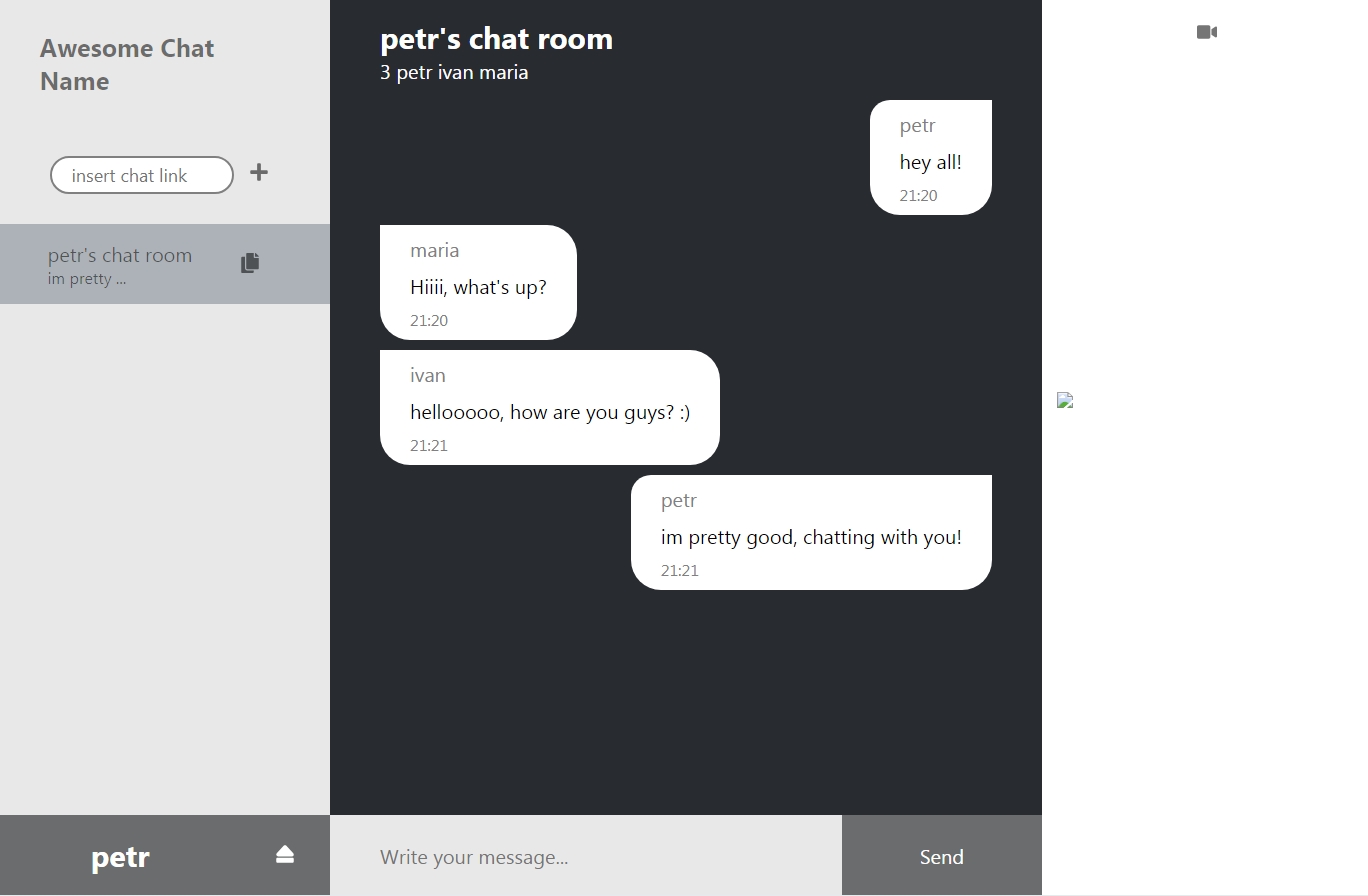 Awesome Chat
Name
insert chat link
petr's chat room
im pretty ...
petr
petr's chat room
3 petr ivan maria
petr
hey all!
21:20
maria
Hiiii, what's up?
21:20
ivan
hellooooo, how are you guys? :)
21:21
petr
im pretty good, chatting with you!
21:21
Write your message...
Send